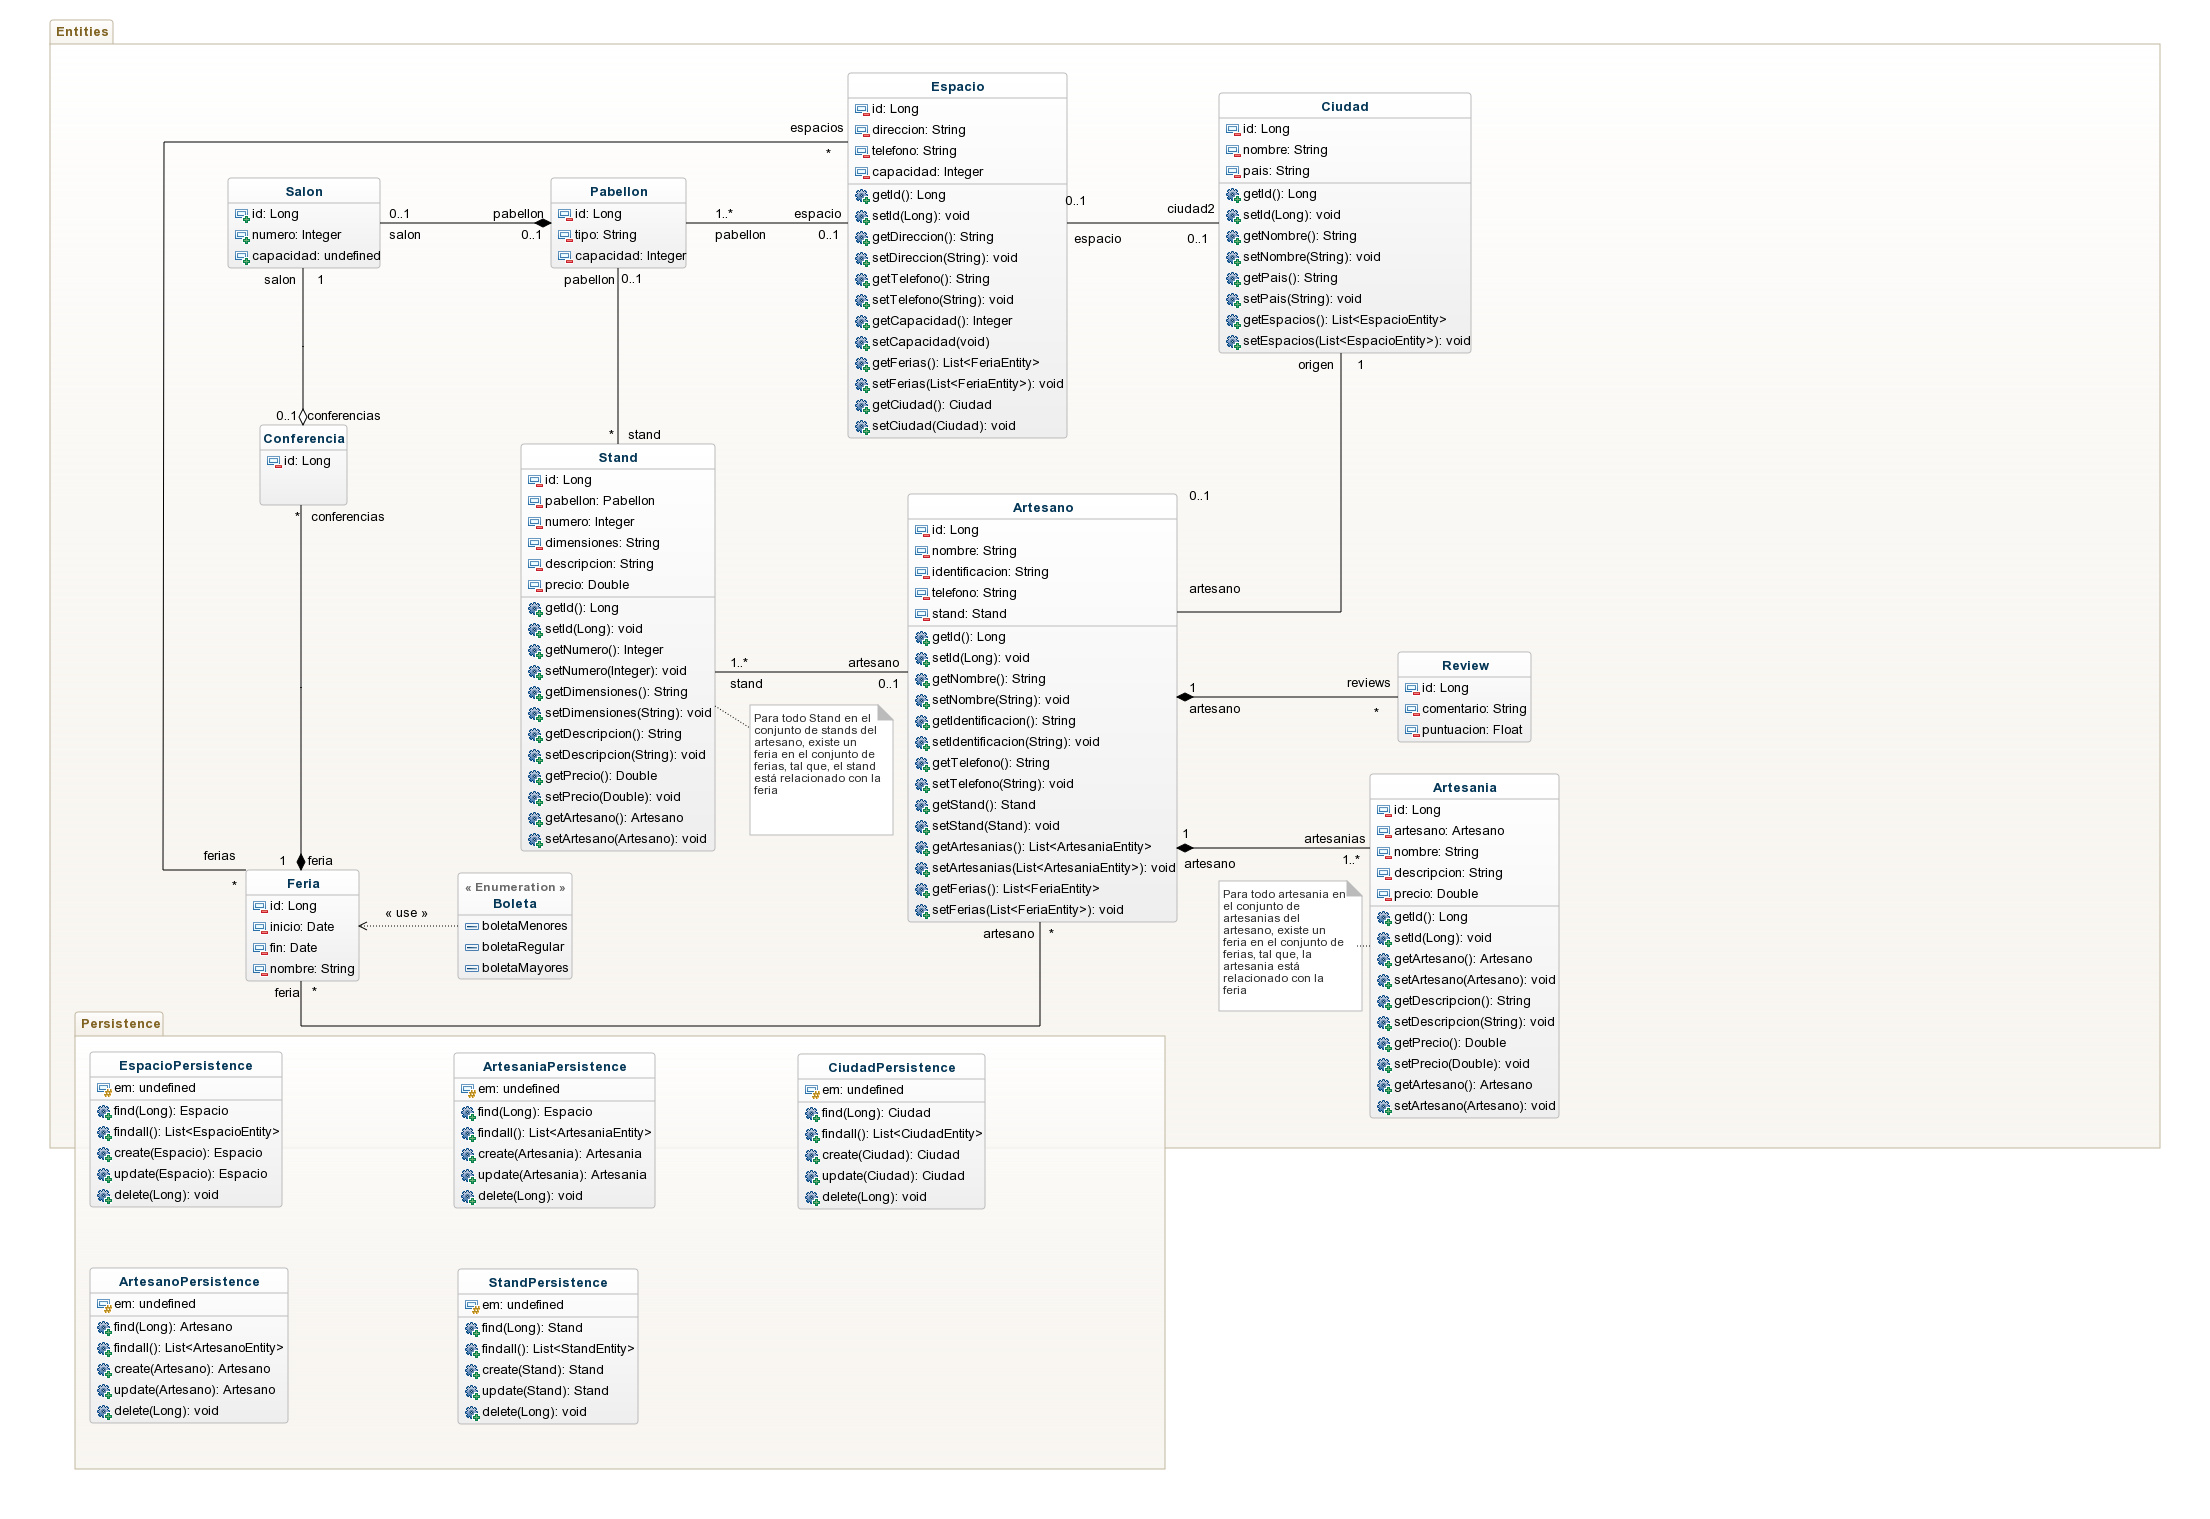 Entities
Espacio
id: Long
direccion: String
telefono: String
capacidad: Integer
getId(): Long
setId(Long): void
getDireccion(): String
setDireccion(String): void
getTelefono(): String
setTelefono(String): void
getCapacidad(): Integer
setCapacidad(void)
getFerias(): List<FeriaEntity>
setFerias(List<FeriaEntity>): void
getCiudad(): Ciudad
setCiudad(Ciudad): void
Ciudad
id: Long
nombre: String
pais: String
getId(): Long
setId(Long): void
getNombre(): String
setNombre(String): void
getPais(): String
setPais(String): void
getEspacios(): List<EspacioEntity>
setEspacios(List<EspacioEntity>): void
espacios
*
Salon
id: Long
numero: Integer
capacidad: undefined
0..1
salon
pabellon
0..1
Pabellon
id: Long
tipo: String
capacidad: Integer
1..*
pabellon
espacio
0..1
0..1
espacio
ciudad2
0..1
salon
1
pabellon
0..1
origen
1
0..1
conferencias
Conferencia
id: Long
*
conferencias
*
stand
Stand
id: Long
pabellon: Pabellon
numero: Integer
dimensiones: String
descripcion: String
precio: Double
getId(): Long
setId(Long): void
getNumero(): Integer
setNumero(Integer): void
getDimensiones(): String
setDimensiones(String): void
getDescripcion(): String
setDescripcion(String): void
getPrecio(): Double
setPrecio(Double): void
getArtesano(): Artesano
setArtesano(Artesano): void
1..*
stand
artesano
0..1
Para todo Stand en el
conjunto de stands del
artesano, existe un
feria en el conjunto de
ferias, tal que, el stand
está relacionado con la
feria
Artesano
id: Long
nombre: String
identificacion: String
telefono: String
stand: Stand
getId(): Long
setId(Long): void
getNombre(): String
setNombre(String): void
getIdentificacion(): String
setIdentificacion(String): void
getTelefono(): String
setTelefono(String): void
getStand(): Stand
setStand(Stand): void
getArtesanias(): List<ArtesaniaEntity>
setArtesanias(List<ArtesaniaEntity>): void
getFerias(): List<FeriaEntity>
setFerias(List<FeriaEntity>): void
0..1
artesano
1
artesano
reviews
*
Review
id: Long
comentario: String
puntuacion: Float
1
artesano
artesanias
1..*
Artesania
id: Long
artesano: Artesano
nombre: String
descripcion: String
precio: Double
getId(): Long
setId(Long): void
getArtesano(): Artesano
setArtesano(Artesano): void
getDescripcion(): String
setDescripcion(String): void
getPrecio(): Double
setPrecio(Double): void
getArtesano(): Artesano
setArtesano(Artesano): void
Para todo artesania en
el conjunto de
artesanias del
artesano, existe un
feria en el conjunto de
ferias, tal que, la
artesania está
relacionado con la
feria
ferias
*
1
feria
Feria
id: Long
inicio: Date
fin: Date
nombre: String
« use »
« Enumeration »
Boleta
boletaMenores
boletaRegular
boletaMayores
feria
*
artesano
*
Persistence
EspacioPersistence
em: undefined
find(Long): Espacio
findall(): List<EspacioEntity>
create(Espacio): Espacio
update(Espacio): Espacio
delete(Long): void
ArtesaniaPersistence
em: undefined
find(Long): Espacio
findall(): List<ArtesaniaEntity>
create(Artesania): Artesania
update(Artesania): Artesania
delete(Long): void
CiudadPersistence
em: undefined
find(Long): Ciudad
findall(): List<CiudadEntity>
create(Ciudad): Ciudad
update(Ciudad): Ciudad
delete(Long): void
ArtesanoPersistence
em: undefined
find(Long): Artesano
findall(): List<ArtesanoEntity>
create(Artesano): Artesano
update(Artesano): Artesano
delete(Long): void
StandPersistence
em: undefined
find(Long): Stand
findall(): List<StandEntity>
create(Stand): Stand
update(Stand): Stand
delete(Long): void